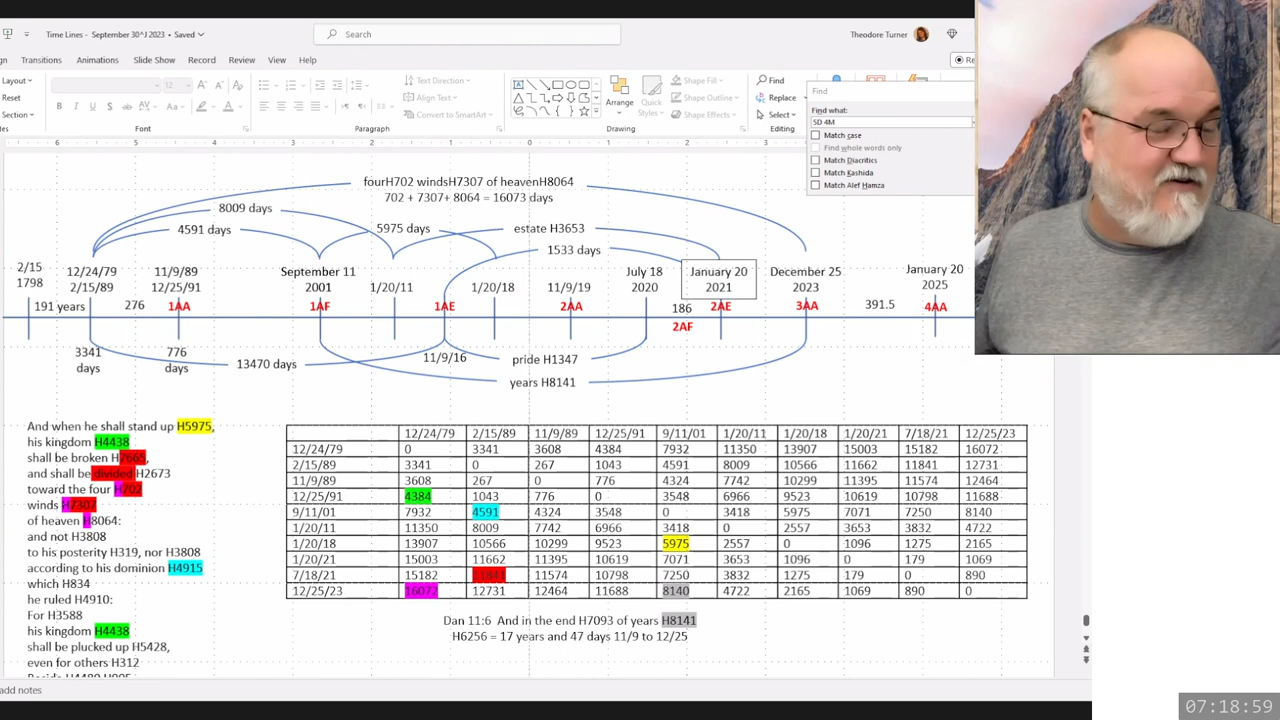 Time Lines - September 30^J 2023 • Saved
Search
Theodore Turner
Transitions Animations Slide Show Record Review View Help
Layout
Reset
Section
Font
Text Direction
Align Text
Convert to SmartArt
Paragraph
Arrange
Quick Styles
Shape Fill
Shape Outline
Shape Effects
Drawing
Find
Replace
Select
Editing
Find
Find what:
5D 4M
Match case
Find whole words only
Match Diacritics
Match Kashida
Match Alef Hamza
6 5 4 3 2 1 0 1 2 3
fourH702 windsH7307 of heavenH8064
702 + 7307+ 8064 = 16073 days
8009 days
4591 days
5975 days
estate H3653
1533 days
2/15
1798
12/24/79
2/15/89
11/9/89
12/25/91
September 11
2001
1/20/11
1/20/18
11/9/19
July 18
2020
January 20
2021
December 25
2023
January 20
2025
191 years 276 1AA 1AF 1AE 2AA 186 2AE 3AA 391.5 4AA
2AF
3341
days
776
days
13470 days
11/9/16
pride H1347
years H8141
And when he shall stand up H5975,
his kingdom H4438
shall be broken H7665,
and shall be divided H2673
toward the four H702
winds H7307
of heaven H8064:
and not H3808
to his posterity H319, nor H3808
according to his dominion H4915
which H834
he ruled H4910:
For H3588
his kingdom H4438
shall be plucked up H5428,
even for others H312
12/24/79 2/15/89 11/9/89 12/25/91 9/11/01 1/20/11 1/20/18 1/20/21 7/18/21 12/25/23
12/24/79 0 3341 3608 4384 7932 11350 13907 15003 15182 16072
2/15/89 3341 0 267 1043 4591 8009 10566 11662 11841 12731
11/9/89 3608 267 0 776 4324 7742 10299 11395 11574 12464
12/25/91 4384 1043 776 0 3548 6966 9523 10619 10798 11688
9/11/01 7932 4591 4324 3548 0 3418 5975 7071 7250 8140
1/20/11 11350 8009 7742 6966 3418 0 2557 3653 3832 4722
1/20/18 13907 10566 10299 9523 5975 2557 0 1096 1275 2165
1/20/21 15003 11662 11395 10619 7071 3653 1096 0 179 1069
7/18/21 15182 11841 11574 10798 7250 3832 1275 179 0 890
12/25/23 16072 12731 12464 11688 8140 4722 2165 1069 890 0
Dan 11:6 And in the end H7093 of years H8141
H6256 = 17 years and 47 days 11/9 to 12/25
add notes
07:18:59